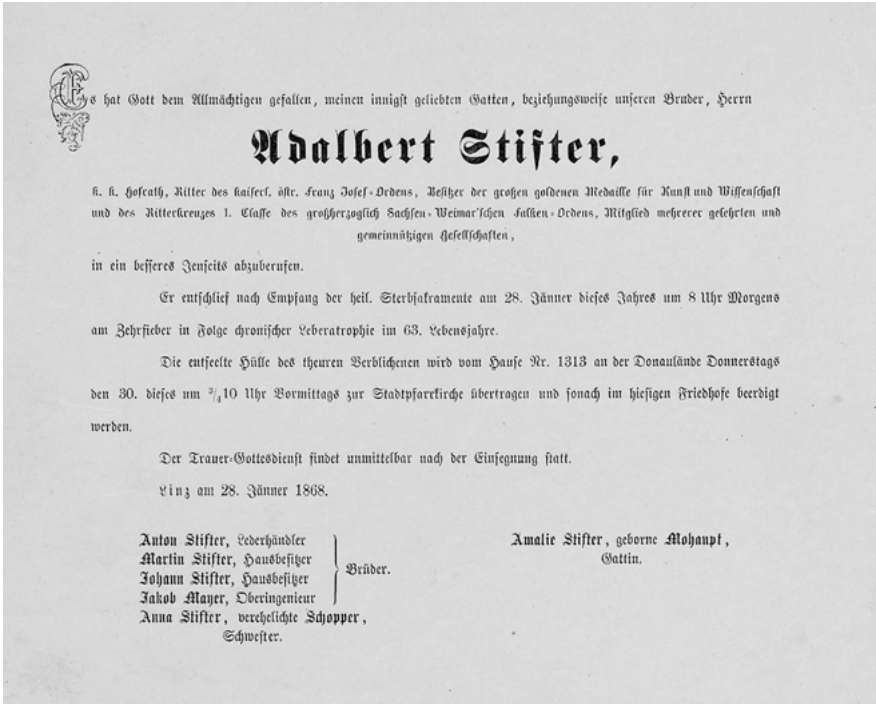 Es hat Gott dem Allmächtigen gefallen, meinen innigst geliebten Gatten, beziehungsweise unseren Bruder, Herrn
Adalbert Stifter,
k. k. Hofrath, Ritter des kaiserl. östr. Franz Josef-Ordens, Besitzer der großen goldenen Medaille für Kunst und Wissenschaft
und des Ritterkreuzes 1. Classe des großherzoglich Sachsen-Weimar'schen Falken-Ordens, Mitglied mehrerer gelehrten und
gemeinnützigen Gesellschaften,
in ein besseres Jenseits abzuberufen.
Er entschlief nach Empfang der heil. Sterbsakramente am 28. Jänner dieses Jahres um 8 Uhr Morgens
am Zehrfieber in Folge chronischer Leberatrophie im 63. Lebensjahre.
Die entseelte Hülle des theuren Verblichenen wird vom Hause Nr. 1313 an der Donaulände Donnerstags
den 30. dieses um 3/4 10 Uhr Vormittags zur Stadtpfarrkirche übertragen und sonach im hiesigen Friedhofe beerdigt
werden.
Der Trauer-Gottesdienst findet unmittelbar nach der Einsegnung statt.
Linz am 28. Jänner 1868.
Anton Stifter, Lederhändler
Martin Stifter, Hausbesitzer
Johann Stifter, Hausbesitzer
Jakob Mayer, Oberingenieur
Brüder.
Anna Stifter, verehelichte Schopper,
Schwester.
Amalie Stifter, geborne Mohaupt,
Gattin.